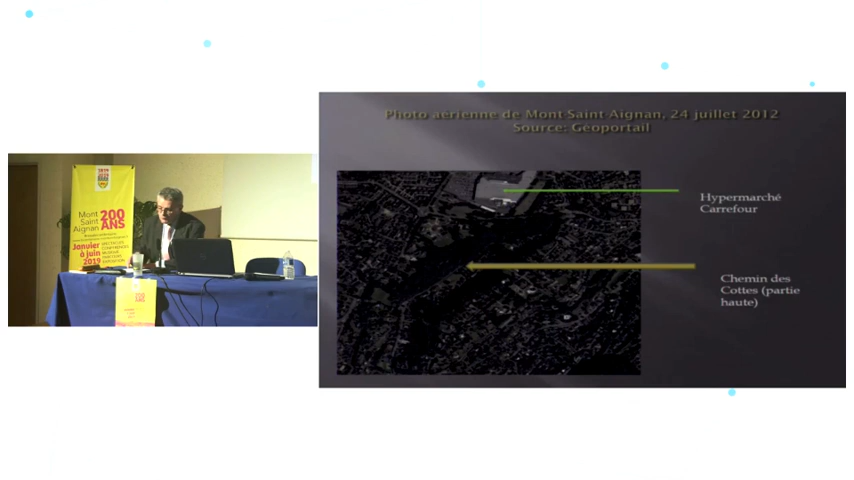 Mont
Saint
Aignan
200
ANS
Janvier
à juin
2019
Photo aérienne de Mont Saint Aignan, 24 juillet 2012
Source: Géoportail
Hypermarché
Carrefour
Chemin des
Cottes (partie
haute)